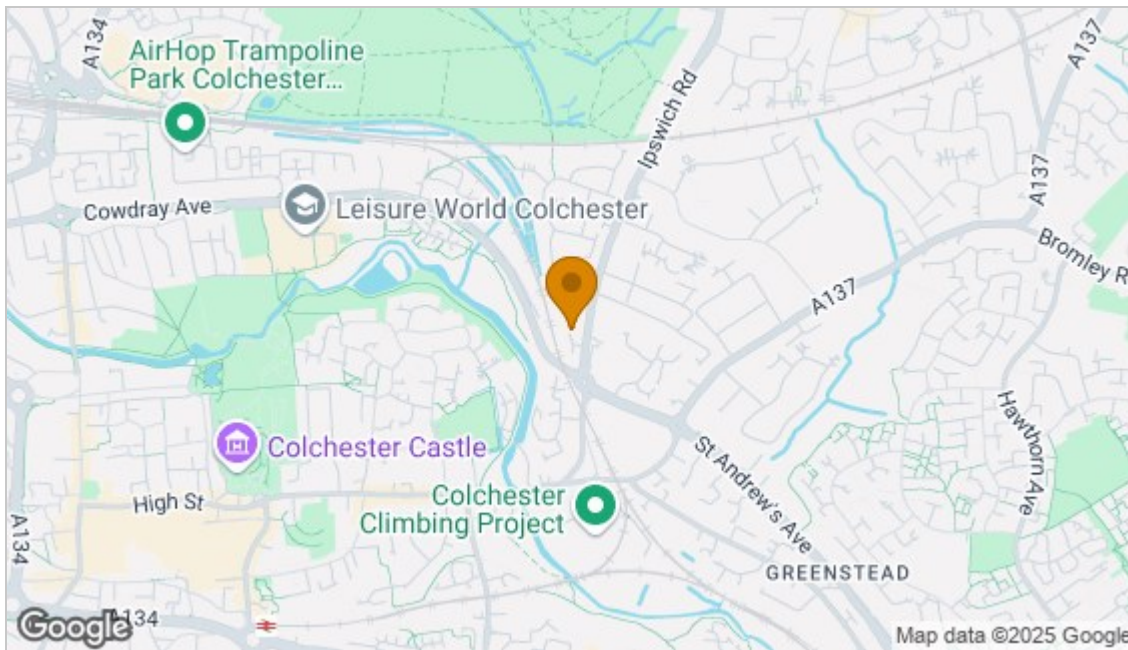 A134
AirHop Trampoline
Park Colchester...
Cowdray Ave
Leisure World Colchester
Ipswich Rd
A137
A137
Bromley R
A137
Hawthorn Ave
Colchester Castle
High St
A134
Colchester
Climbing Project
St Andrew's Ave
GREENSTEAD
A134
Google
Map data ©2025 Google